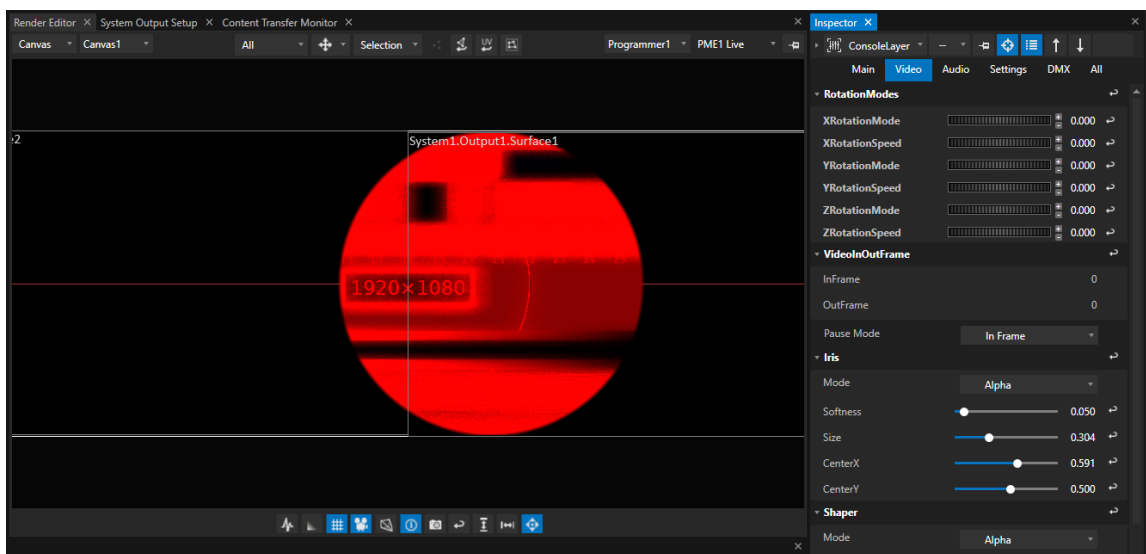 Render Editor × System Output Setup × Content Transfer Monitor ×
Canvas Canvas1 All Selection UV Programmer1 PME1 Live
System1.Output1.Surface1
1920×1080
Inspector ×
ConsoleLayer –
Main Video Audio Settings DMX All
RotationModes
XRotationMode 0.000
XRotationSpeed 0.000
YRotationMode 0.000
YRotationSpeed 0.000
ZRotationMode 0.000
ZRotationSpeed 0.000
VideoInOutFrame
InFrame 0
OutFrame 0
Pause Mode In Frame
Iris
Mode Alpha
Softness 0.050
Size 0.304
CenterX 0.591
CenterY 0.500
Shaper
Mode Alpha